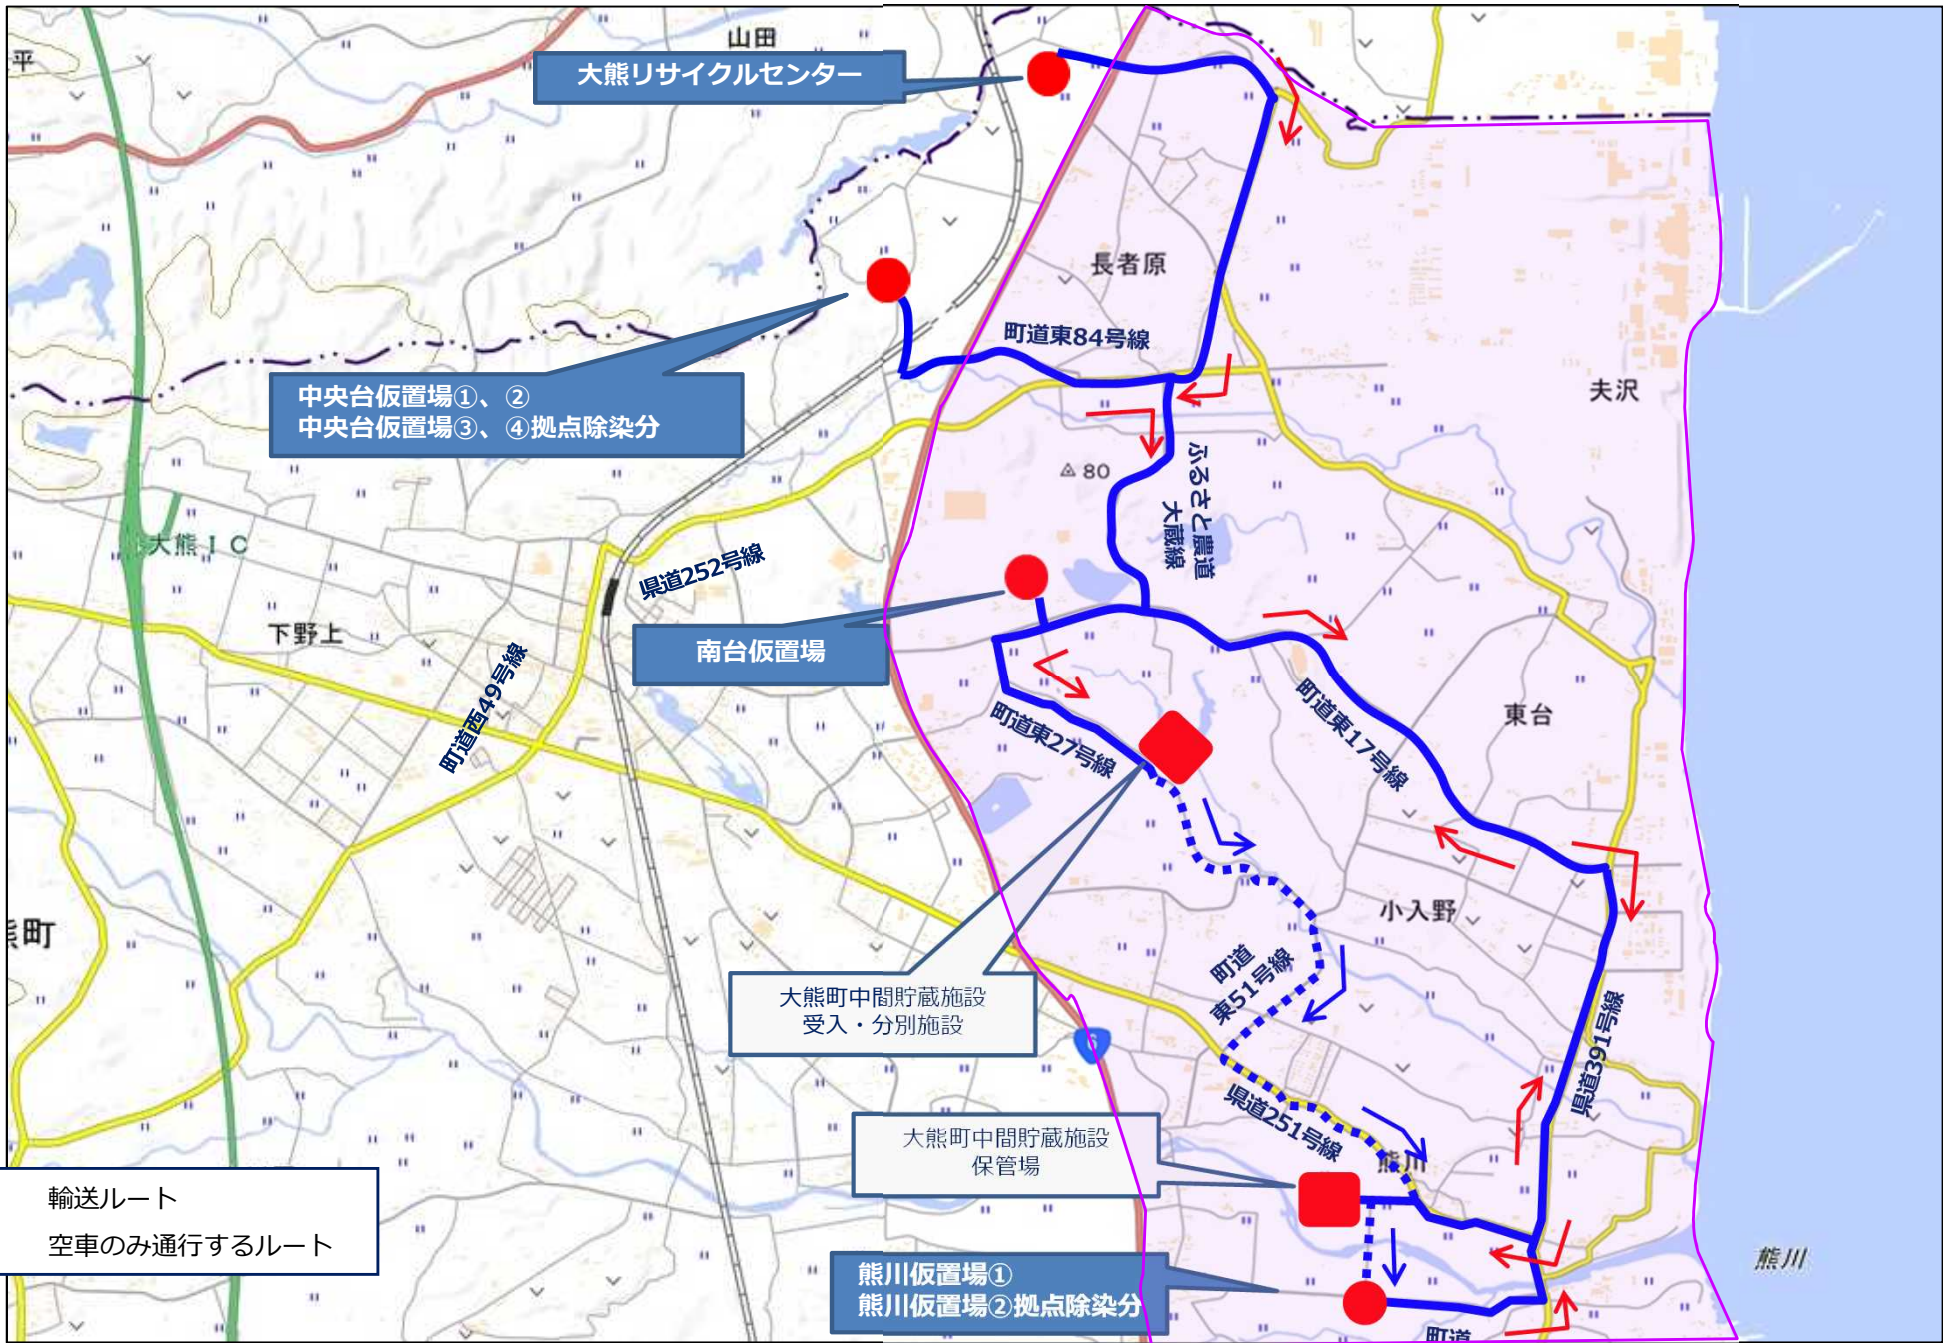 平
山田
大熊リサイクルセンター
長者原
町道東84号線
中央台仮置場①、②
中央台仮置場③、④拠点除染分
夫沢
80
ふるさと農道
大蔵線
大熊IC
県道252号線
下野上
南台仮置場
町道西49号線
町道東27号線
町道東17号線
東台
小入野
熊町
町道
東51号線
大熊町中間貯蔵施設
受入・分別施設
6
県道391号線
県道251号線
大熊町中間貯蔵施設
保管場
熊川
輸送ルート
空車のみ通行するルート
熊川
熊川仮置場①
熊川仮置場②拠点除染分
町道